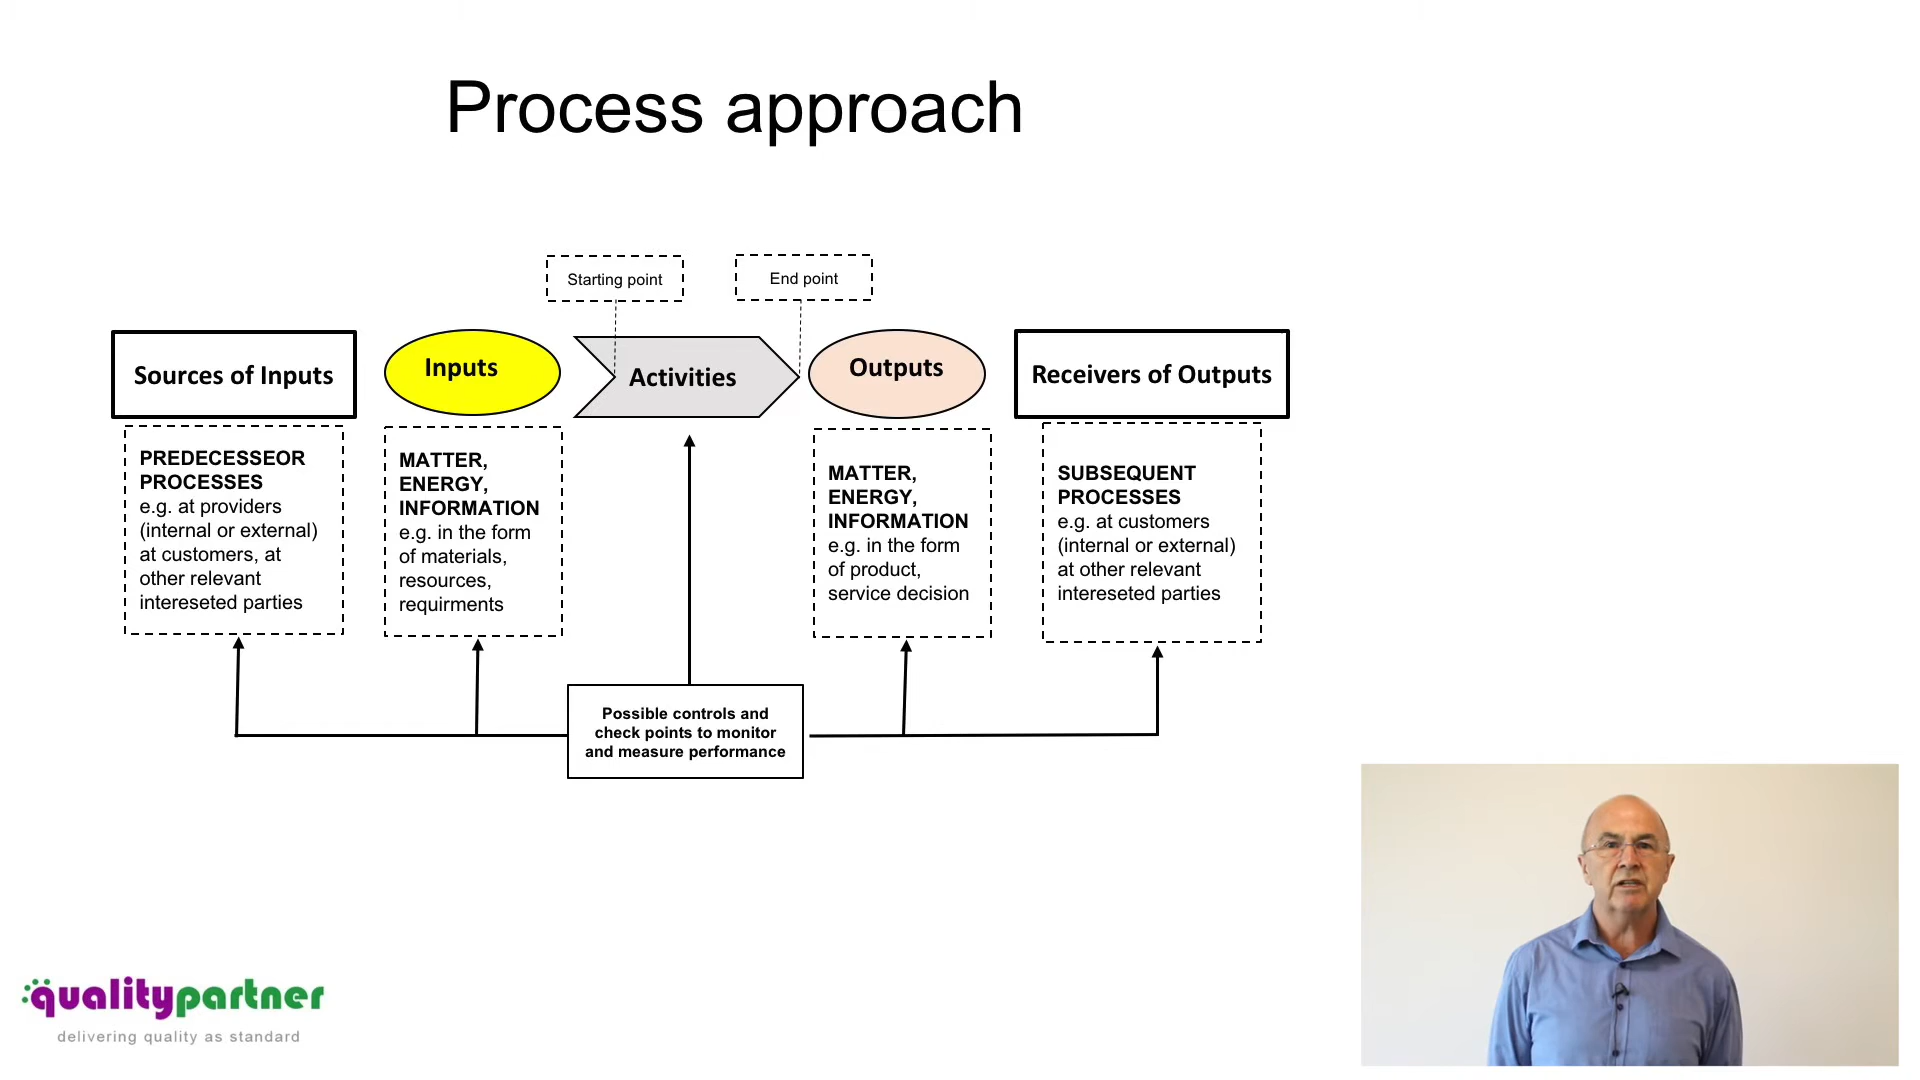 Process approach
Starting point
End point
Sources of Inputs
Inputs
Activities
Outputs
Receivers of Outputs
PREDECESSEOR
PROCESSES
e.g. at providers
(internal or external)
at customers, at
other relevant
intereseted parties
MATTER,
ENERGY,
INFORMATION
e.g. in the form
of materials,
resources,
requirments
MATTER,
ENERGY,
INFORMATION
e.g. in the form
of product,
service decision
SUBSEQUENT
PROCESSES
e.g. at customers
(internal or external)
at other relevant
intereseted parties
Possible controls and
check points to monitor
and measure performance
qualitypartner
delivering quality as standard